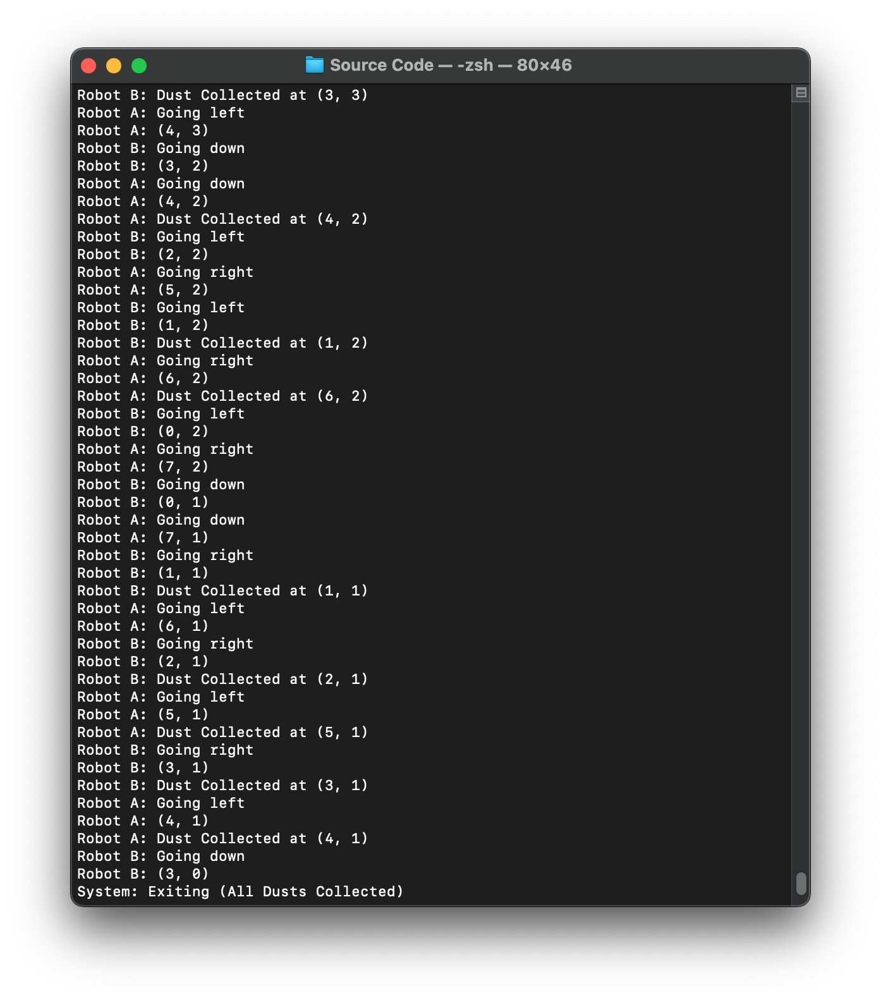 Source Code — -zsh — 80×46
Robot B: Dust Collected at (3, 3)
Robot A: Going left
Robot A: (4, 3)
Robot B: Going down
Robot B: (3, 2)
Robot A: Going down
Robot A: (4, 2)
Robot A: Dust Collected at (4, 2)
Robot B: Going left
Robot B: (2, 2)
Robot A: Going right
Robot A: (5, 2)
Robot B: Going left
Robot B: (1, 2)
Robot B: Dust Collected at (1, 2)
Robot A: Going right
Robot A: (6, 2)
Robot A: Dust Collected at (6, 2)
Robot B: Going left
Robot B: (0, 2)
Robot A: Going right
Robot A: (7, 2)
Robot B: Going down
Robot B: (0, 1)
Robot A: Going down
Robot A: (7, 1)
Robot B: Going right
Robot B: (1, 1)
Robot B: Dust Collected at (1, 1)
Robot A: Going left
Robot A: (6, 1)
Robot B: Going right
Robot B: (2, 1)
Robot B: Dust Collected at (2, 1)
Robot A: Going left
Robot A: (5, 1)
Robot A: Dust Collected at (5, 1)
Robot B: Going right
Robot B: (3, 1)
Robot B: Dust Collected at (3, 1)
Robot A: Going left
Robot A: (4, 1)
Robot A: Dust Collected at (4, 1)
Robot B: Going down
Robot B: (3, 0)
System: Exiting (All Dusts Collected)